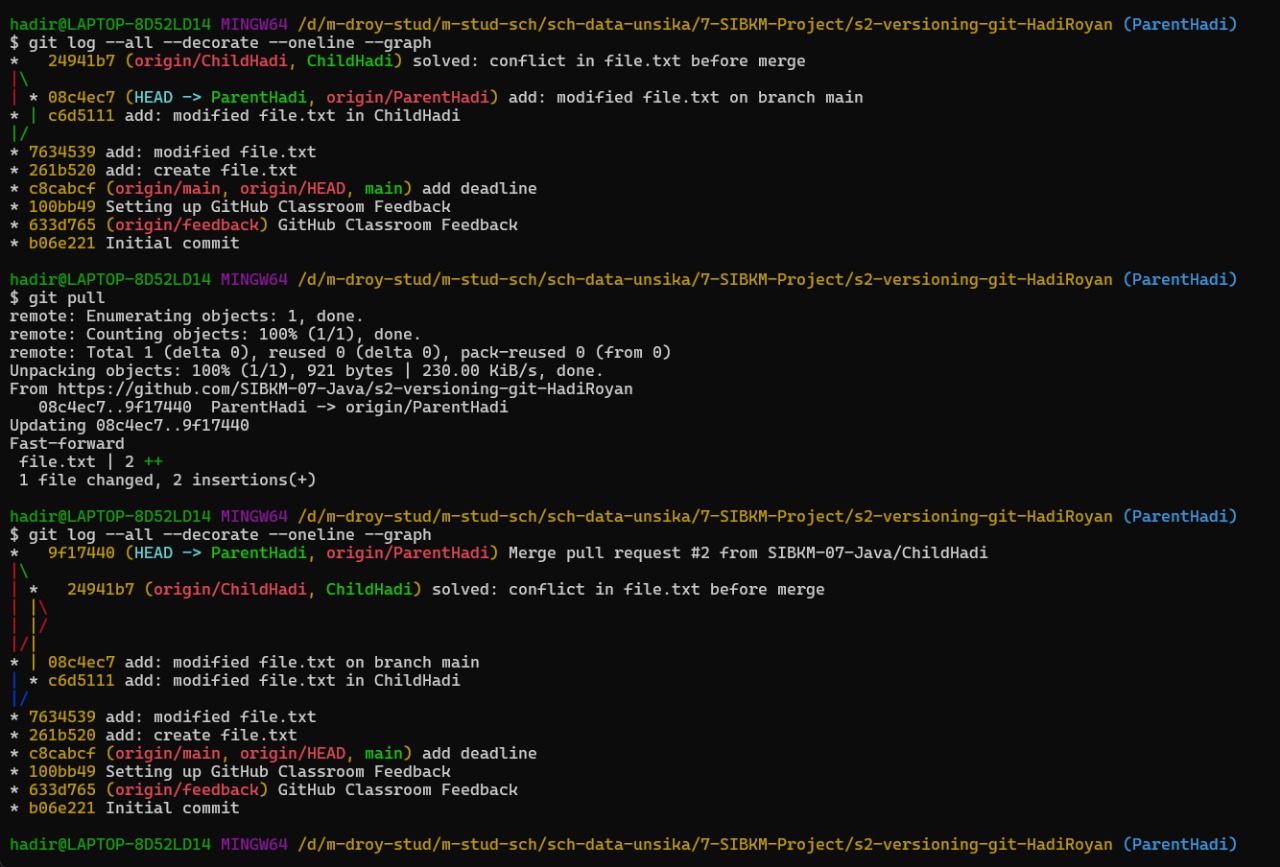 hadir@LAPTOP-8D52LD14 MINGW64 /d/m-droy-stud/m-stud-sch/sch-data-unsika/7-SIBKM-Project/s2-versioning-git-HadiRoyan (ParentHadi)
$ git log --all --decorate --oneline --graph
*   24941b7 (origin/ChildHadi, ChildHadi) solved: conflict in file.txt before merge
|\
| * 08c4ec7 (HEAD -> ParentHadi, origin/ParentHadi) add: modified file.txt on branch main
* | c6d5111 add: modified file.txt in ChildHadi
|/
* 7634539 add: modified file.txt
* 261b520 add: create file.txt
* c8cabcf (origin/main, origin/HEAD, main) add deadline
* 100bb49 Setting up GitHub Classroom Feedback
* 633d765 (origin/feedback) GitHub Classroom Feedback
* b06e221 Initial commit
hadir@LAPTOP-8D52LD14 MINGW64 /d/m-droy-stud/m-stud-sch/sch-data-unsika/7-SIBKM-Project/s2-versioning-git-HadiRoyan (ParentHadi)
$ git pull
remote: Enumerating objects: 1, done.
remote: Counting objects: 100% (1/1), done.
remote: Total 1 (delta 0), reused 0 (delta 0), pack-reused 0 (from 0)
Unpacking objects: 100% (1/1), 921 bytes | 230.00 KiB/s, done.
From https://github.com/SIBKM-07-Java/s2-versioning-git-HadiRoyan
   08c4ec7..9f17440  ParentHadi -> origin/ParentHadi
Updating 08c4ec7..9f17440
Fast-forward
 file.txt | 2 ++
 1 file changed, 2 insertions(+)
hadir@LAPTOP-8D52LD14 MINGW64 /d/m-droy-stud/m-stud-sch/sch-data-unsika/7-SIBKM-Project/s2-versioning-git-HadiRoyan (ParentHadi)
$ git log --all --decorate --oneline --graph
*   9f17440 (HEAD -> ParentHadi, origin/ParentHadi) Merge pull request #2 from SIBKM-07-Java/ChildHadi
|\
| *   24941b7 (origin/ChildHadi, ChildHadi) solved: conflict in file.txt before merge
| |\
| |/
|/|
* | 08c4ec7 add: modified file.txt on branch main
| * c6d5111 add: modified file.txt in ChildHadi
|/
* 7634539 add: modified file.txt
* 261b520 add: create file.txt
* c8cabcf (origin/main, origin/HEAD, main) add deadline
* 100bb49 Setting up GitHub Classroom Feedback
* 633d765 (origin/feedback) GitHub Classroom Feedback
* b06e221 Initial commit
hadir@LAPTOP-8D52LD14 MINGW64 /d/m-droy-stud/m-stud-sch/sch-data-unsika/7-SIBKM-Project/s2-versioning-git-HadiRoyan (ParentHadi)